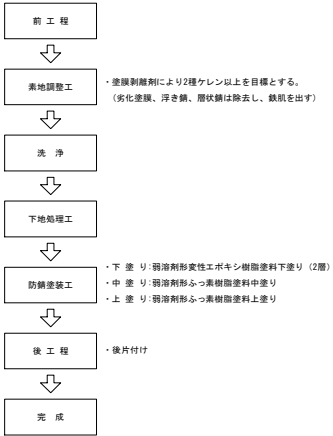 前 工 程
素地調整工
・塗膜剥離剤により2種ケレン以上を目標とする。
(劣化塗膜、浮き錆、層状錆は除去し、鉄肌を出す)
洗 浄
下地処理工
防錆塗装工
・下 塗 り:弱溶剤形変性エポキシ樹脂塗料下塗り (2層)
・中 塗 り:弱溶剤形ふっ素樹脂塗料中塗り
・上 塗 り:弱溶剤形ふっ素樹脂塗料上塗り
後 工 程
・後片付け
完 成